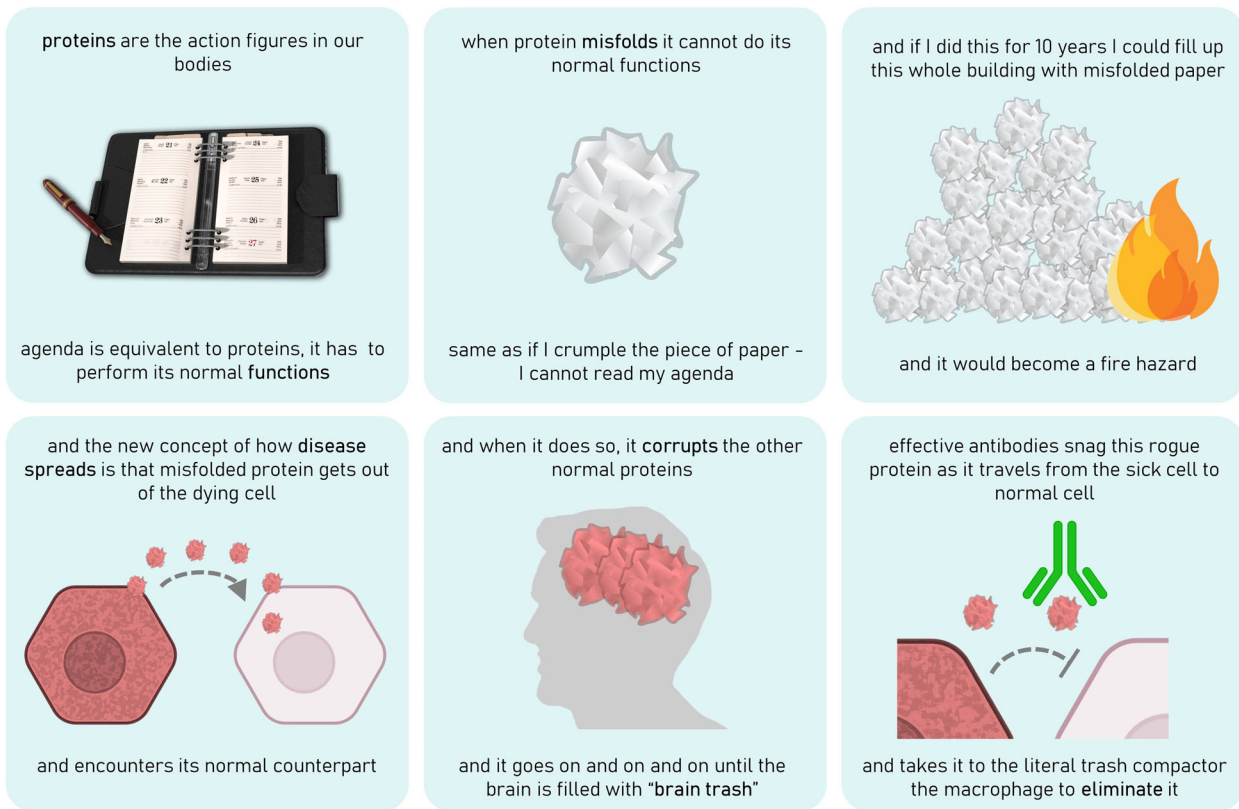 proteins are the action figures in our
bodies
21
22
23
24
25
26
27
agenda is equivalent to proteins, it has to
perform its normal functions
when protein misfolds it cannot do its
normal functions
same as if I crumple the piece of paper -
I cannot read my agenda
and if I did this for 10 years I could fill up
this whole building with misfolded paper
and it would become a fire hazard
and the new concept of how disease
spreads is that misfolded protein gets out
of the dying cell
and encounters its normal counterpart
and when it does so, it corrupts the other
normal proteins
and it goes on and on and on until the
brain is filled with “brain trash”
effective antibodies snag this rogue
protein as it travels from the sick cell to
normal cell
and takes it to the literal trash compactor
the macrophage to eliminate it